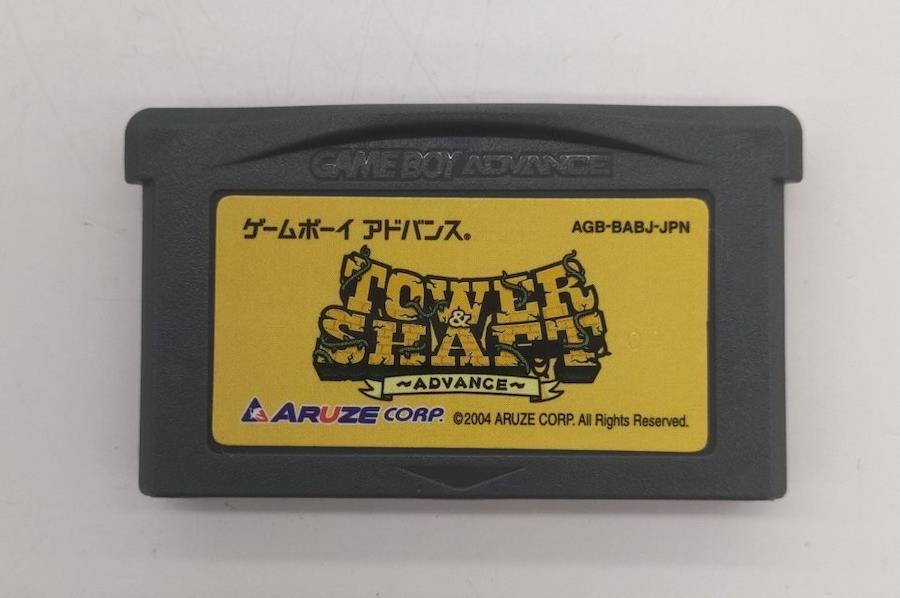 GAME BOY ADVANCE
ゲームボーイ アドバンス® AGB-BABJ-JPN
TOWER
&
SHAFT
~ADVANCE~
ARUZE CORP. ©2004 ARUZE CORP. All Rights Reserved.